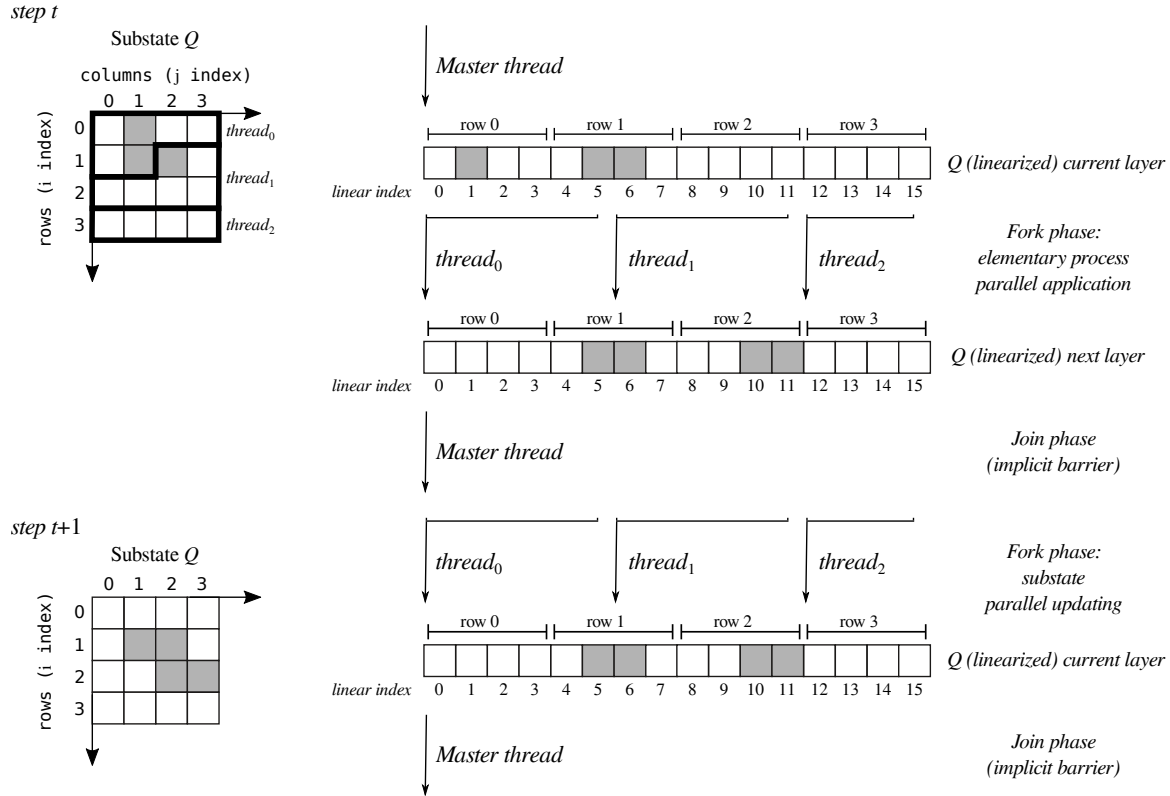 step t
Substate Q
columns (j index)
0 1 2 3
rows (i index)
0
1
2
3
thread0
thread1
thread2
Master thread
row 0 row 1 row 2 row 3
Q (linearized) current layer
linear index 0 1 2 3 4 5 6 7 8 9 10 11 12 13 14 15
thread0 thread1 thread2
Fork phase:
elementary process
parallel application
row 0 row 1 row 2 row 3
Q (linearized) next layer
linear index 0 1 2 3 4 5 6 7 8 9 10 11 12 13 14 15
Master thread
Join phase
(implicit barrier)
step t+1
Substate Q
0 1 2 3
rows (i index)
0
1
2
3
thread0 thread1 thread2
Fork phase:
substate
parallel updating
row 0 row 1 row 2 row 3
Q (linearized) current layer
linear index 0 1 2 3 4 5 6 7 8 9 10 11 12 13 14 15
Master thread
Join phase
(implicit barrier)